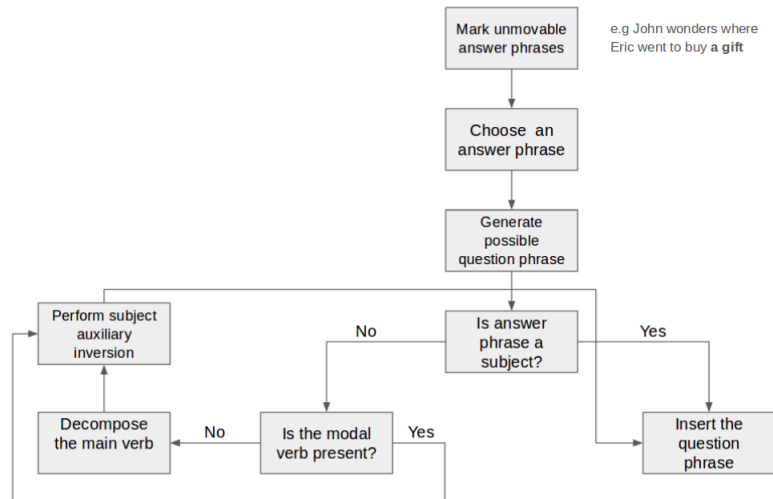 Mark unmovable
answer phrases
e.g John wonders where
Eric went to buy a gift
Choose an
answer phrase
Generate
possible
question phrase
Perform subject
auxiliary
inversion
No
Is answer
phrase a
subject?
Yes
Decompose
the main verb
No
Is the modal
verb present?
Yes
Insert the
question
phrase